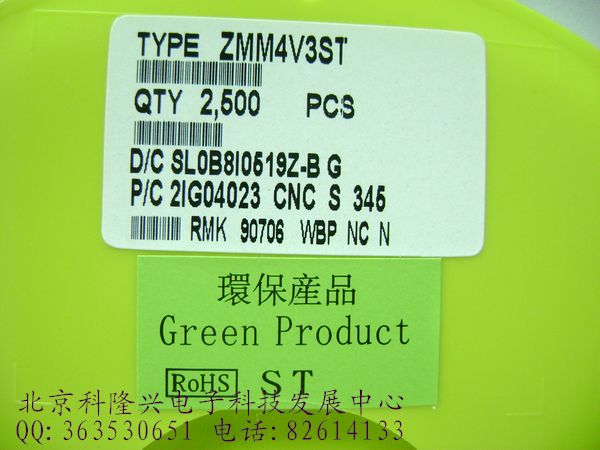 TYPE ZMM4V3ST
QTY 2,500 PCS
D/C SL0B8I0519Z-B G
P/C 2IG04023 CNC S 345
RMK 90706 WBP NC N
環保産品
Green Product
RoHS ST
北京科隆兴电子科技发展中心
QQ:363530651 电话:82614133